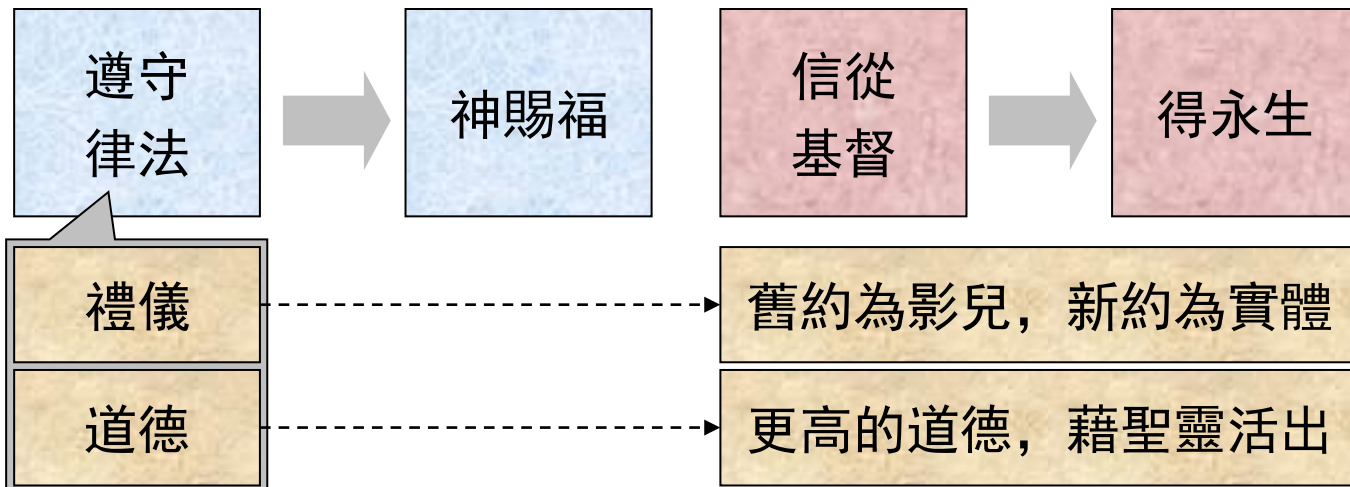 遵守
律法
神賜福
信從
基督
得永生
禮儀
舊約為影兒，新約為實體
道德
更高的道德，藉聖靈活出